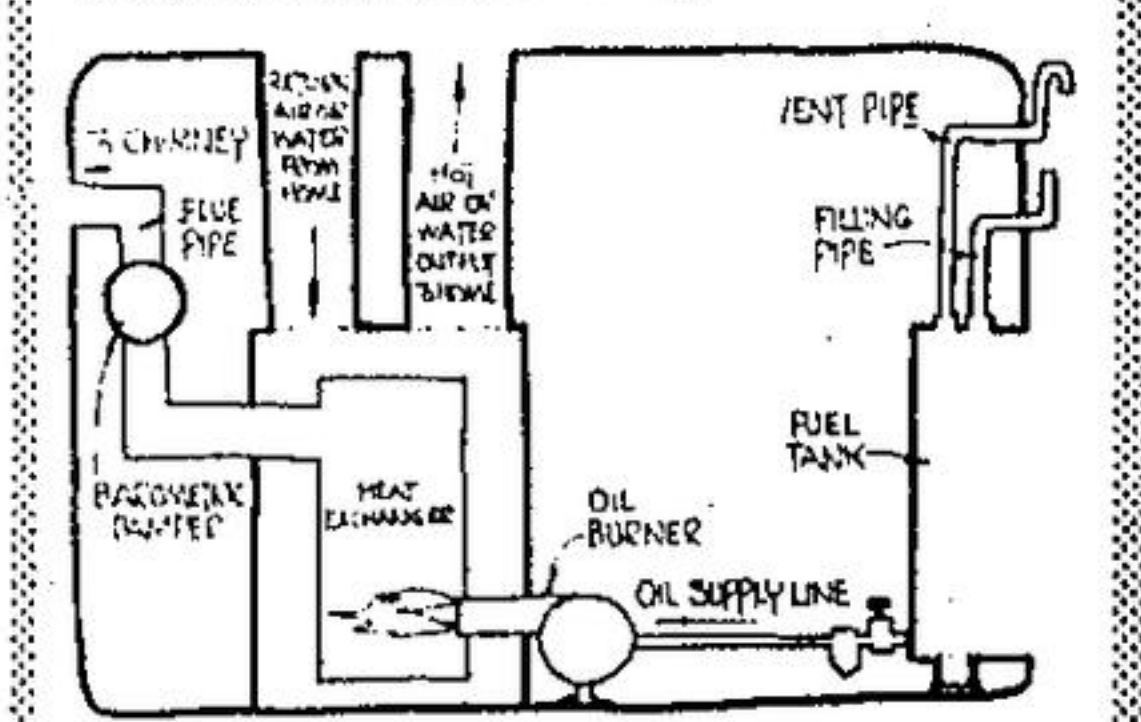 TO CHIMNEY
FLUE
PIPE
RETURN
AIR OR
WATER
FROM
HOME
HOT
AIR OR
WATER
OUTPUT
TO HOME
VENT PIPE
FILLING
PIPE
FUEL
TANK
BAROMETRIC
DAMPER
HEAT
EXCHANGER
OIL
BURNER
OIL SUPPLY LINE